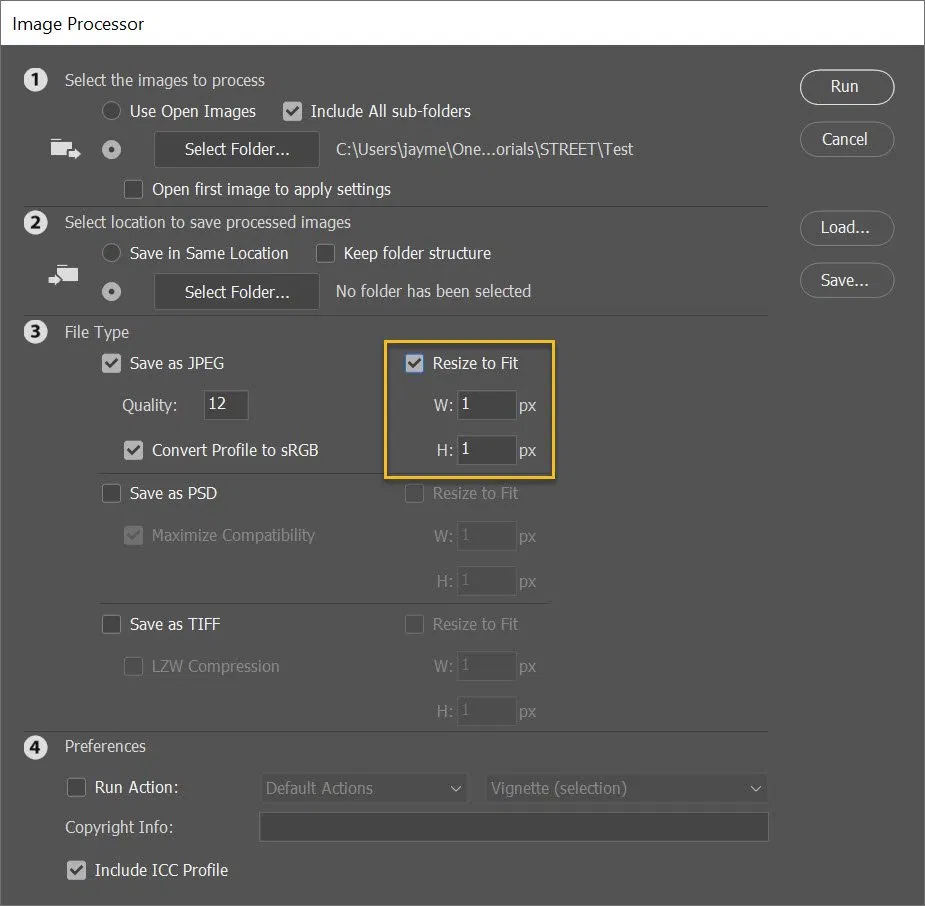 Image Processor
1 Select the images to process
Use Open Images Include All sub-folders
Select Folder... C:\Users\jayme\One...orials\STREET\Test
Open first image to apply settings
Run
Cancel
2 Select location to save processed images
Save in Same Location Keep folder structure
Select Folder... No folder has been selected
Load...
Save...
3 File Type
Save as JPEG Resize to Fit
Quality: 12 W: 1 px
Convert Profile to sRGB H: 1 px
Save as PSD Resize to Fit
Maximize Compatibility W: 1 px
H: 1 px
Save as TIFF Resize to Fit
LZW Compression W: 1 px
H: 1 px
4 Preferences
Run Action: Default Actions Vignette (selection)
Copyright Info:
Include ICC Profile